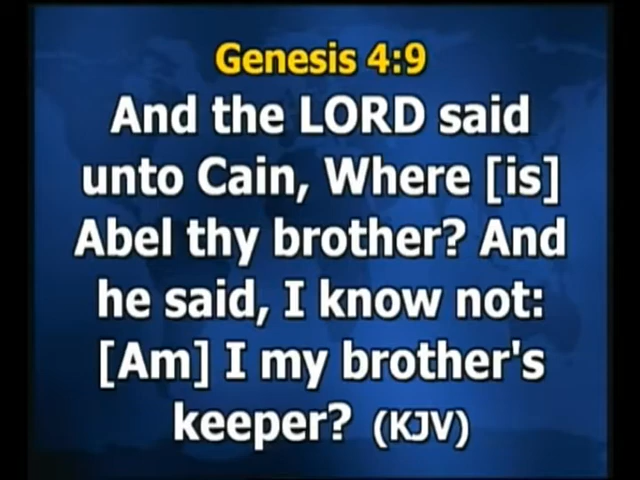 Genesis 4:9
And the LORD said
unto Cain, Where [is]
Abel thy brother? And
he said, I know not:
[Am] I my brother's
keeper? (KJV)